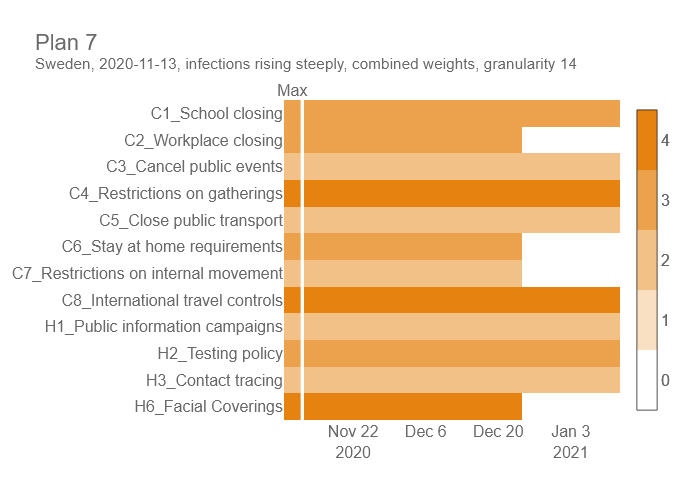 Plan 7
Sweden, 2020-11-13, infections rising steeply, combined weights, granularity 14
Max
C1_School closing
C2_Workplace closing
C3_Cancel public events
C4_Restrictions on gatherings
C5_Close public transport
C6_Stay at home requirements
C7_Restrictions on internal movement
C8_International travel controls
H1_Public information campaigns
H2_Testing policy
H3_Contact tracing
H6_Facial Coverings
4
3
2
1
0
Nov 22 Dec 6 Dec 20 Jan 3
2020 2021